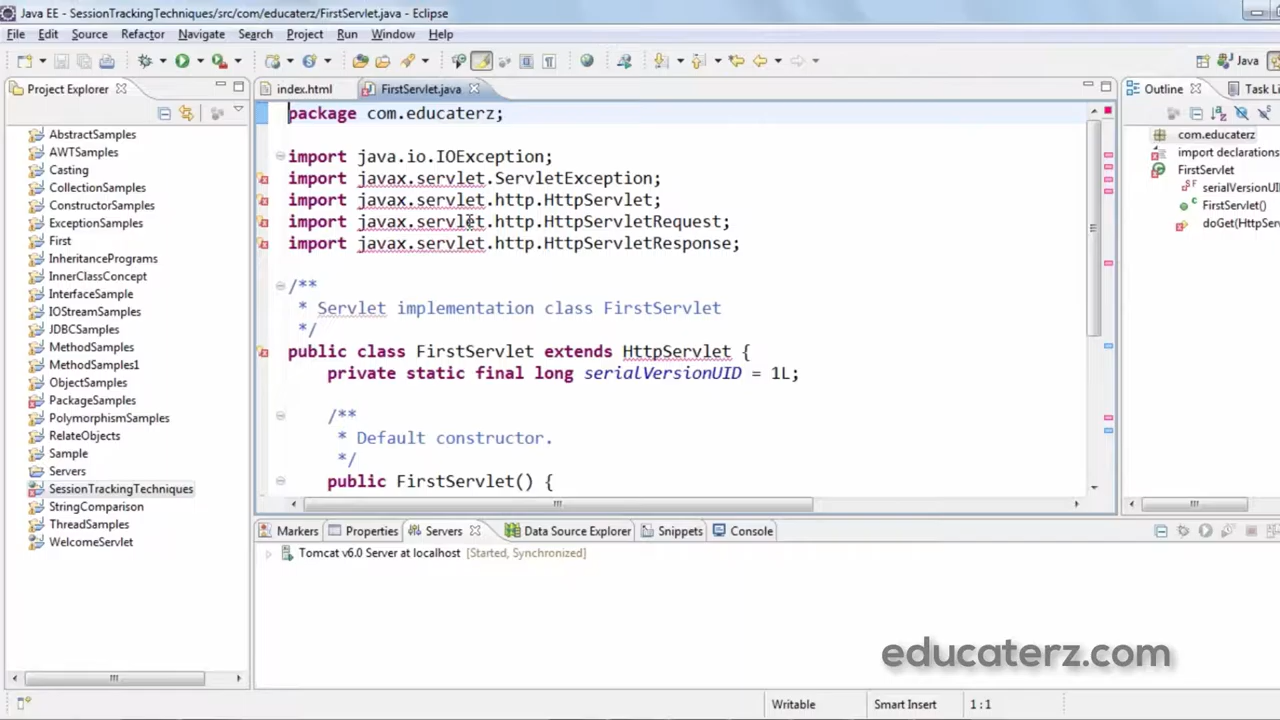 Java EE - SessionTrackingTechniques/src/com/educaterz/FirstServlet.java - Eclipse
File Edit Source Refactor Navigate Search Project Run Window Help
Java
Project Explorer
AbstractSamples
AWTSamples
Casting
CollectionSamples
ConstructorSamples
ExceptionSamples
First
InheritancePrograms
InnerClassConcept
InterfaceSample
IOStreamSamples
JDBCSamples
MethodSamples
MethodSamples1
ObjectSamples
PackageSamples
PolymorphismSamples
RelateObjects
Sample
Servers
SessionTrackingTechniques
StringComparison
ThreadSamples
WelcomeServlet
index.html FirstServlet.java
package com.educaterz;
import java.io.IOException;
import javax.servlet.ServletException;
import javax.servlet.http.HttpServlet;
import javax.servlet.http.HttpServletRequest;
import javax.servlet.http.HttpServletResponse;
/**
* Servlet implementation class FirstServlet
*/
public class FirstServlet extends HttpServlet {
private static final long serialVersionUID = 1L;
/**
* Default constructor.
*/
public FirstServlet() {
Outline Task Li
com.educaterz
import declarations
FirstServlet
serialVersionUI
FirstServlet()
doGet(HttpServ
Markers Properties Servers Data Source Explorer Snippets Console
Tomcat v6.0 Server at localhost [Started, Synchronized]
educaterz.com
Writable Smart Insert 1 : 1